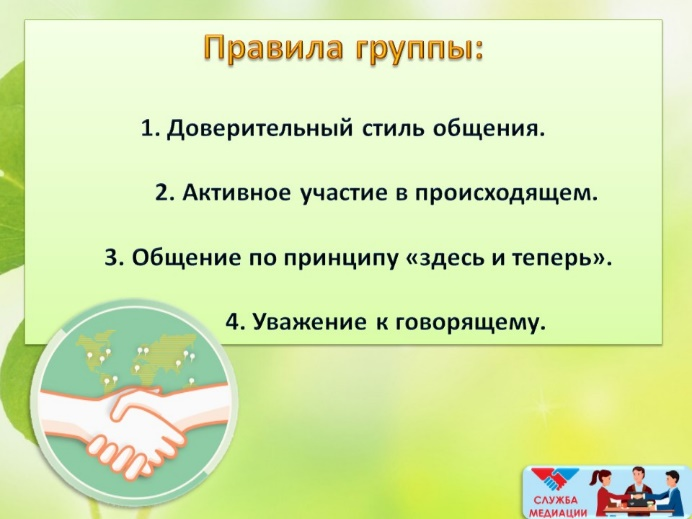 Правила группы:
1. Доверительный стиль общения.
2. Активное участие в происходящем.
3. Общение по принципу «здесь и теперь».
4. Уважение к говорящему.
СЛУЖБА
МЕДИАЦИИ